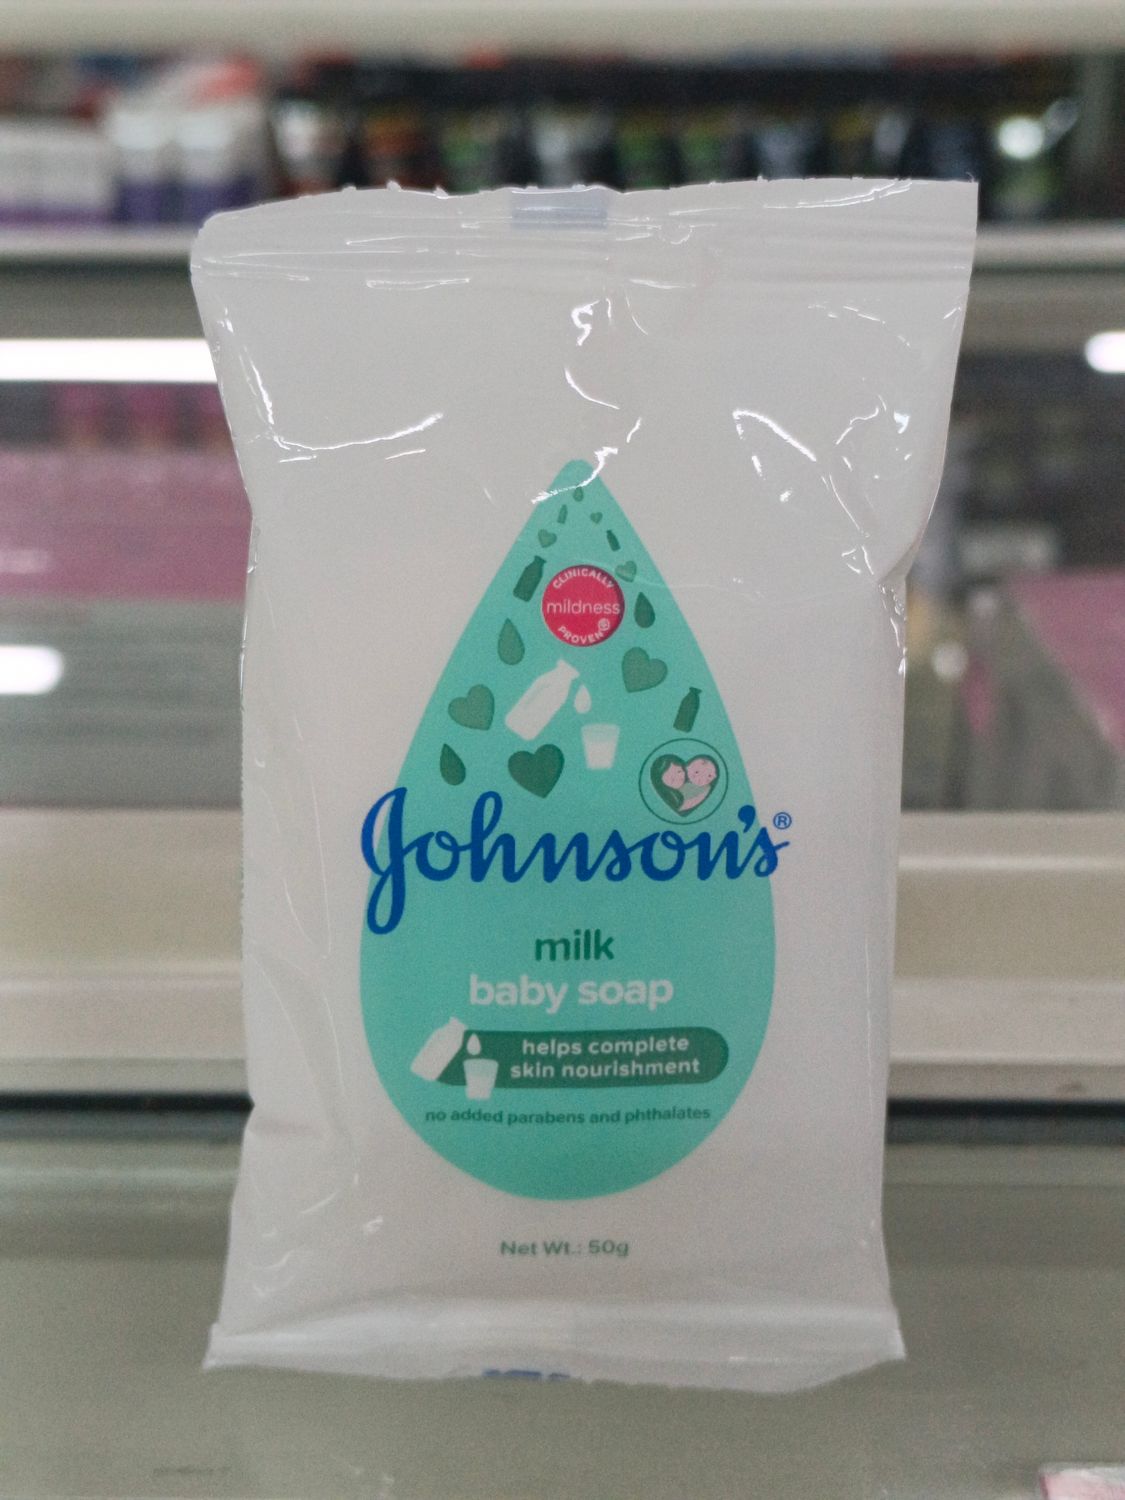 CLINICALLY
mildness
PROVEN®
Johnson's®
milk
baby soap
helps complete
skin nourishment
no added parabens and phthalates
Net Wt.: 50g